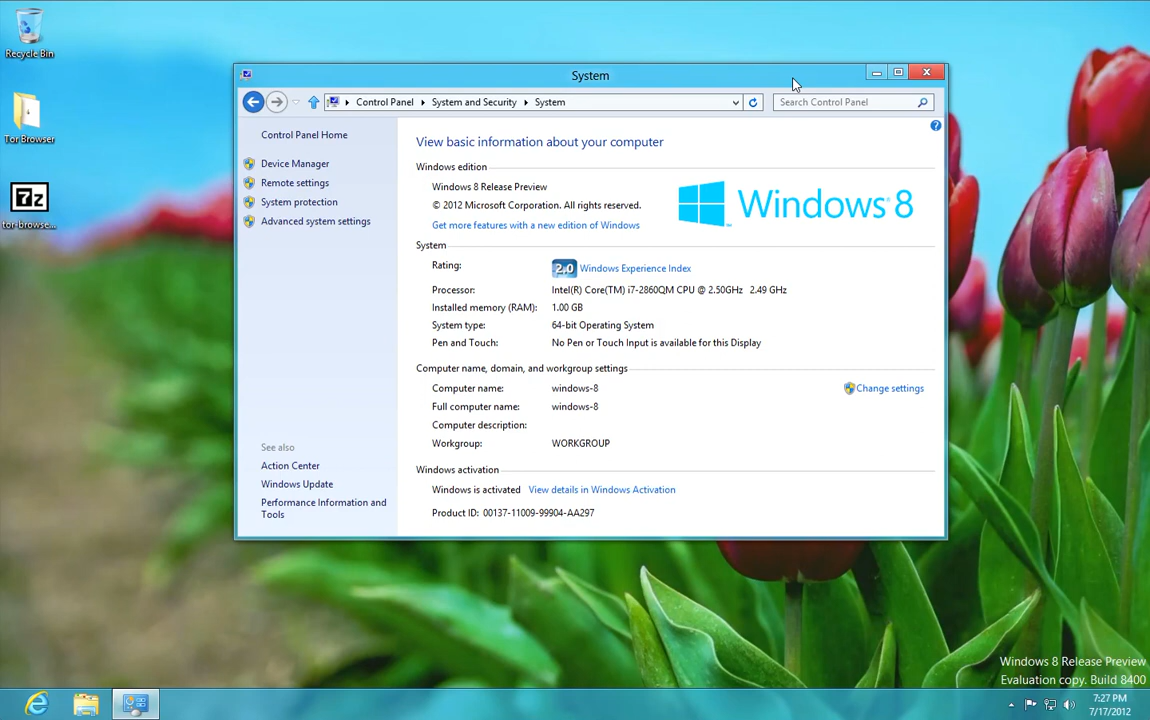 Recycle Bin
Tor Browser
7z
tor-browse...
System
Control Panel
System and Security
System
Search Control Panel
Control Panel Home
Device Manager
Remote settings
System protection
Advanced system settings
See also
Action Center
Windows Update
Performance Information and
Tools
View basic information about your computer
Windows edition
Windows 8 Release Preview
© 2012 Microsoft Corporation. All rights reserved.
Get more features with a new edition of Windows
Windows® 8
System
Rating: 2.0 Windows Experience Index
Processor: Intel(R) Core(TM) i7-2860QM CPU @ 2.50GHz 2.49 GHz
Installed memory (RAM): 1.00 GB
System type: 64-bit Operating System
Pen and Touch: No Pen or Touch Input is available for this Display
Computer name, domain, and workgroup settings
Computer name: windows-8 Change settings
Full computer name: windows-8
Computer description:
Workgroup: WORKGROUP
Windows activation
Windows is activated View details in Windows Activation
Product ID: 00137-11009-99904-AA297
Windows 8 Release Preview
Evaluation copy. Build 8400
7:27 PM
7/17/2012